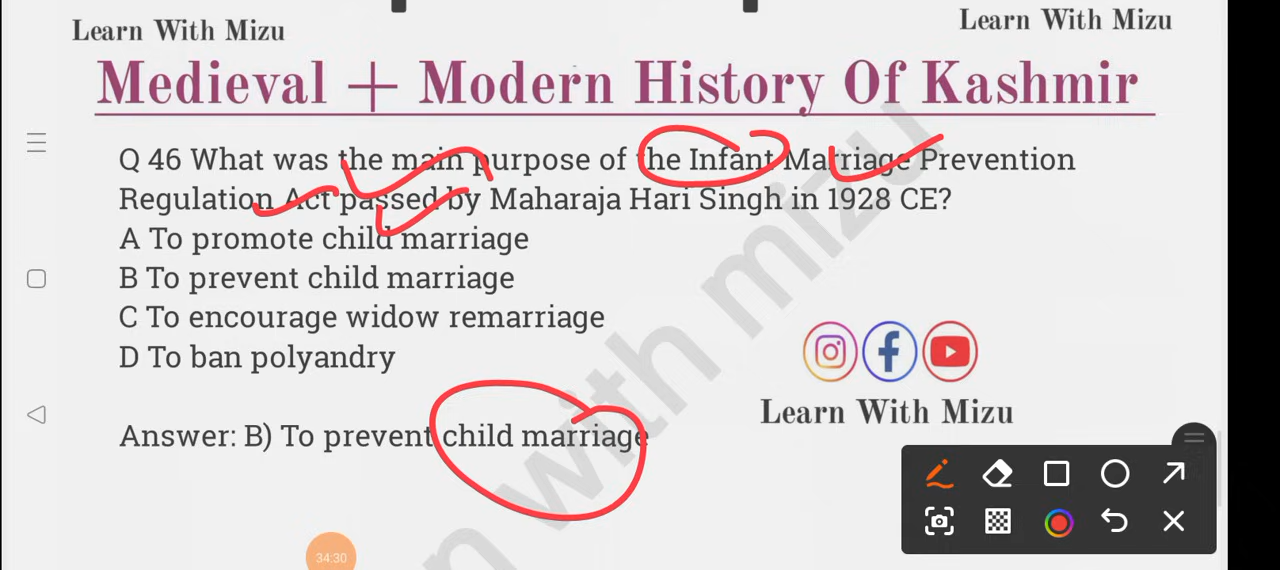 Learn With Mizu
Learn With Mizu
Medieval + Modern History Of Kashmir
Q 46 What was the main purpose of the Infant Marriage Prevention
Regulation Act passed by Maharaja Hari Singh in 1928 CE?
A To promote child marriage
B To prevent child marriage
C To encourage widow remarriage
D To ban polyandry
Learn With Mizu
Answer: B) To prevent child marriage
with mizu
34:30